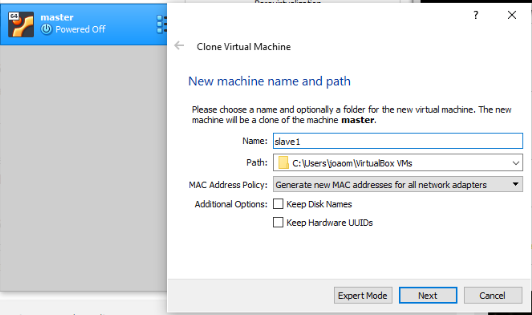 64
master
Powered Off
?
Clone Virtual Machine
New machine name and path
Please choose a name and optionally a folder for the new virtual machine. The new
machine will be a clone of the machine master.
Name: slave1
Path: C:\Users\joaom\VirtualBox VMs
MAC Address Policy: Generate new MAC addresses for all network adapters
Additional Options: Keep Disk Names
Keep Hardware UUIDs
Expert Mode Next Cancel